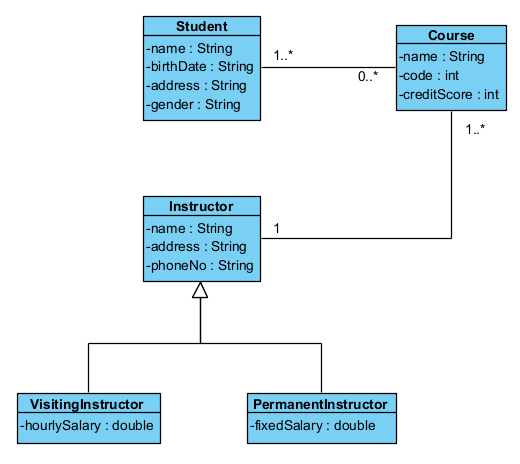 Student
-name : String
-birthDate : String
-address : String
-gender : String
1..*
0..*
Course
-name : String
-code : int
-creditScore : int
1..*
Instructor
-name : String
-address : String
-phoneNo : String
1
VisitingInstructor
-hourlySalary : double
PermanentInstructor
-fixedSalary : double